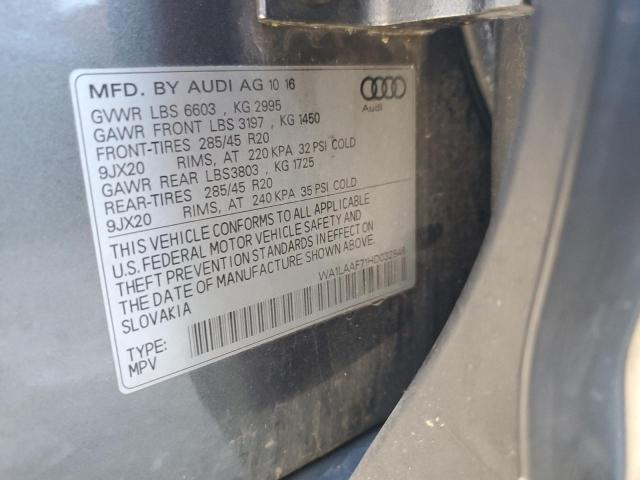 MFD. BY AUDI AG 10 16
Audi
GVWR LBS 6603 , KG 2995
GAWR FRONT LBS 3197 , KG 1450
FRONT-TIRES 285/45 R20
9JX20 RIMS, AT 220 KPA 32 PSI COLD
GAWR REAR LBS3803 , KG 1725
REAR-TIRES 285/45 R20
9JX20 RIMS, AT 240 KPA 35 PSI COLD
THIS VEHICLE CONFORMS TO ALL APPLICABLE
U.S. FEDERAL MOTOR VEHICLE SAFETY AND
THEFT PREVENTION STANDARDS IN EFFECT ON
THE DATE OF MANUFACTURE SHOWN ABOVE.
SLOVAKIA
WA1LAAF71HD032946
TYPE:
MPV